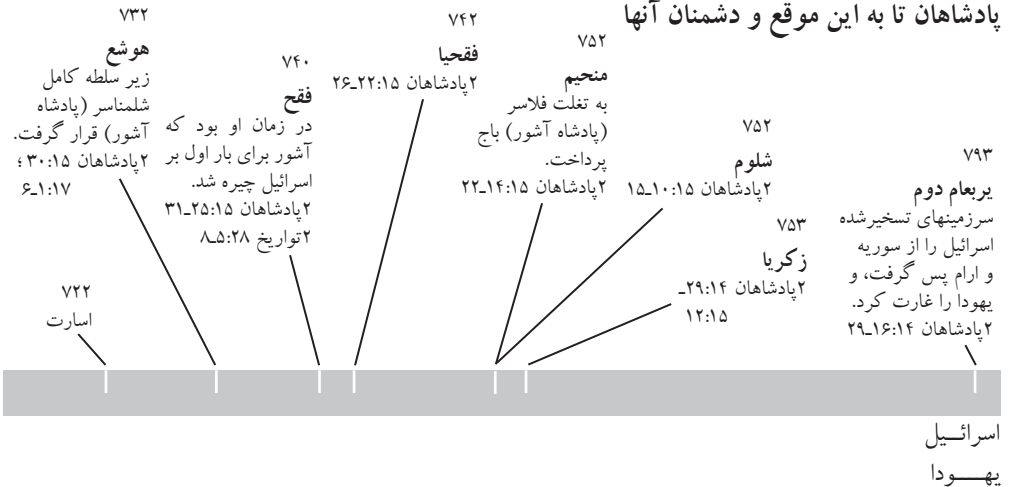 پادشاهان تا به این موقع و دشمنان آنها
۷۹۳
یربعام دوم
سرزمینهای تسخیرشده
اسرائیل را از سوریه
و ارام پس گرفت، و
یهودا را غارت کرد.
۲پادشاهان ۱۶:۱۴ـ۲۹
۷۵۳
زکریا
۲پادشاهان ۲۹:۱۴ـ
۱۲:۱۵
۷۵۲
شلوم
۲پادشاهان ۱۰:۱۵ـ۱۵
۷۵۲
منحیم
به تغلت فلاسر
(پادشاه آشور) باج
پرداخت.
۲پادشاهان ۱۴:۱۵ـ۲۲
۷۴۲
فقحیا
۲پادشاهان ۲۲:۱۵ـ۲۶
۷۴۰
فقح
در زمان او بود که
آشور برای بار اول بر
اسرائیل چیره شد.
۲پادشاهان ۲۵:۱۵ـ۳۱
۲تواریخ ۵:۲۸ـ۸
۷۳۲
هوشع
زیر سلطه کامل
شلمناسر (پادشاه
آشور) قرار گرفت.
۲پادشاهان ۳۰:۱۵؛
۱:۱۷ـ۶
۷۲۲
اسارت
اسرائـیل
یهـودا